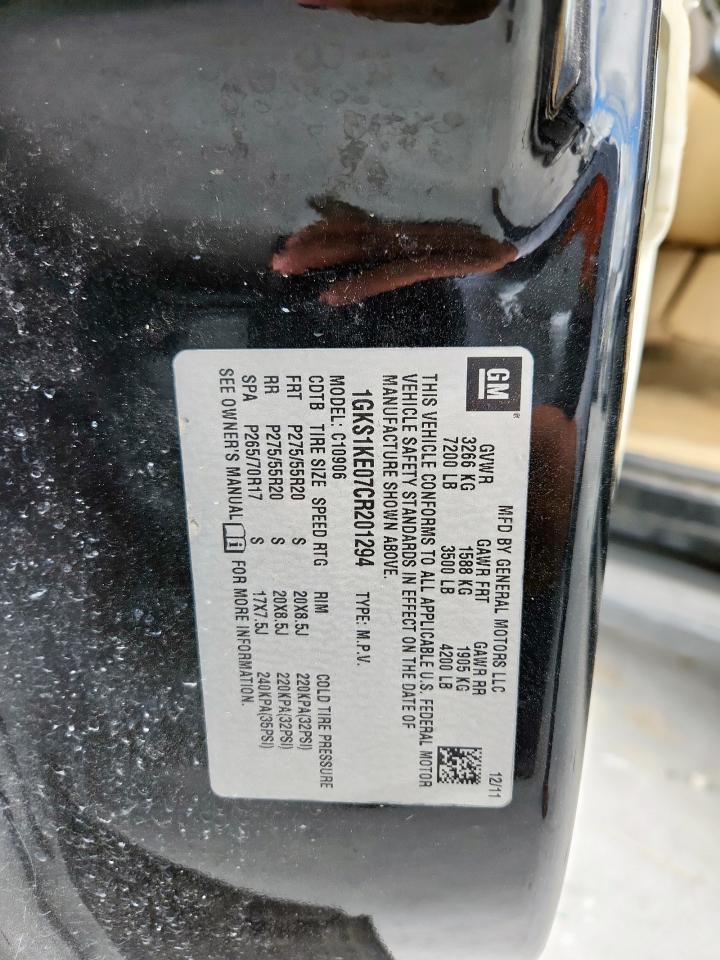 GM®
MFD BY GENERAL MOTORS LLC 12/11
GVWR GAWR FRT GAWR RR
3266 KG 1588 KG 1905 KG
7200 LB 3500 LB 4200 LB
THIS VEHICLE CONFORMS TO ALL APPLICABLE U.S. FEDERAL MOTOR
VEHICLE SAFETY STANDARDS IN EFFECT ON THE DATE OF
MANUFACTURE SHOWN ABOVE.
1GKS1KE07CR201294 TYPE: M.P.V.
MODEL: C10906
CDTB TIRE SIZE SPEED RTG RIM COLD TIRE PRESSURE
FRT P275/55R20 S 20X8.5J 220KPA(32PSI)
RR P275/55R20 S 20X8.5J 220KPA(32PSI)
SPA P265/70R17 S 17X7.5J 240KPA(35PSI)
SEE OWNER'S MANUAL FOR MORE INFORMATION.